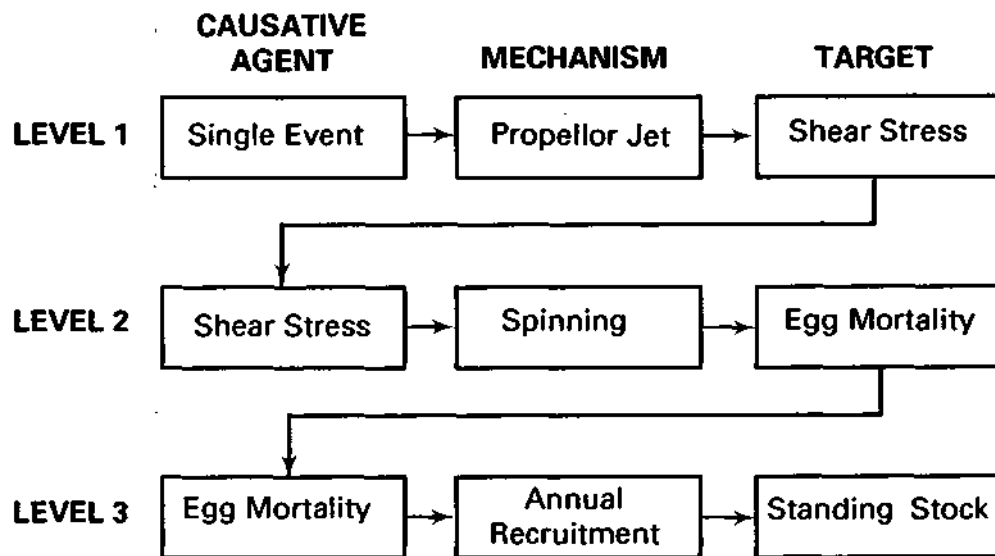 CAUSATIVE
AGENT
MECHANISM
TARGET
LEVEL 1
Single Event
Propellor Jet
Shear Stress
LEVEL 2
Shear Stress
Spinning
Egg Mortality
LEVEL 3
Egg Mortality
Annual
Recruitment
Standing Stock